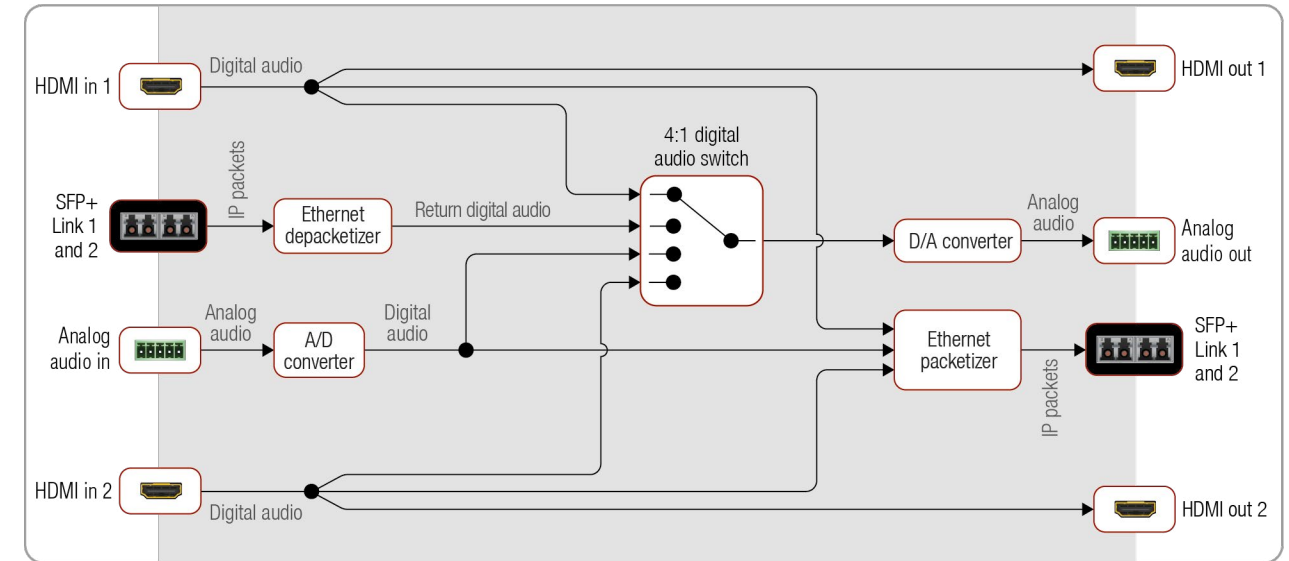 Digital audio
HDMI in 1
HDMI out 1
4:1 digital
audio switch
IP packets
SFP+
Link 1
and 2
Ethernet
depacketizer
Return digital audio
D/A converter
Analog
audio
Analog
audio out
Analog
audio in
Analog
audio
A/D
converter
Digital
audio
Ethernet
packetizer
IP packets
SFP+
Link 1
and 2
HDMI in 2
Digital audio
HDMI out 2